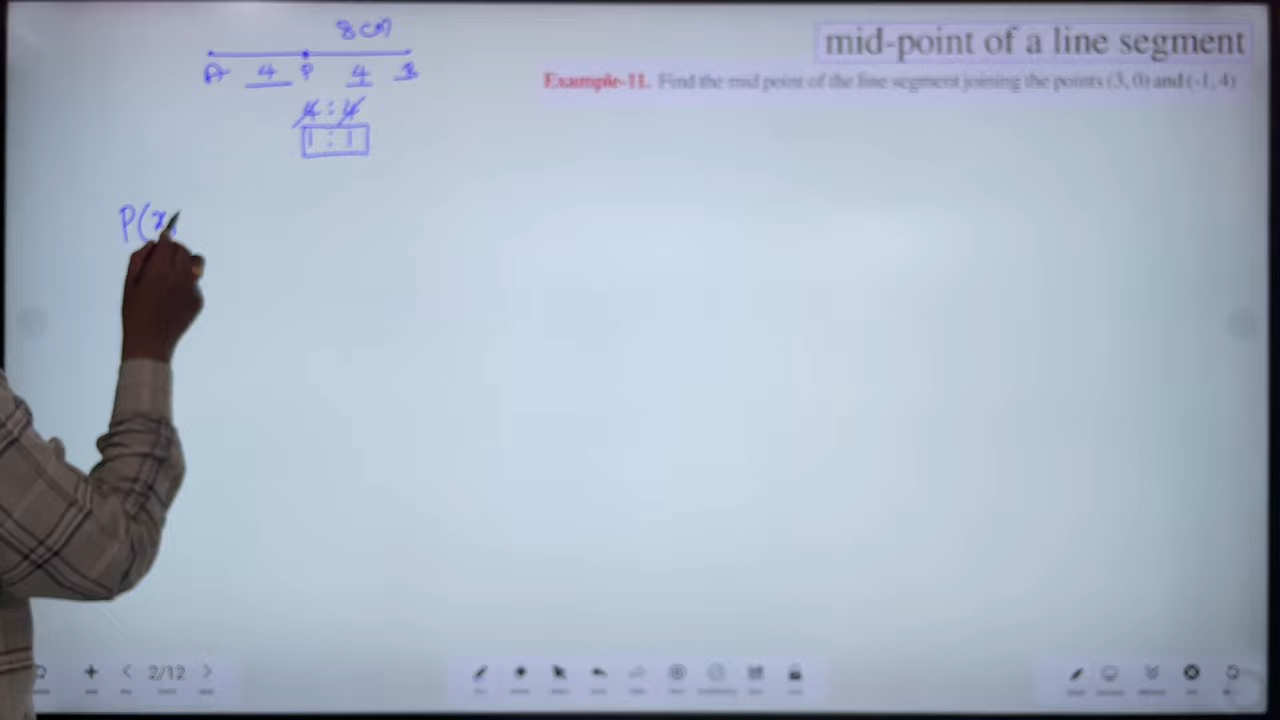 mid-point of a line segment
Example-11. Find the mid point of the line segment joining the points (3, 0) and (-1, 4)
8 cm
A 4 P 4 B
4 : 4
1 : 1
P(x,
2/12